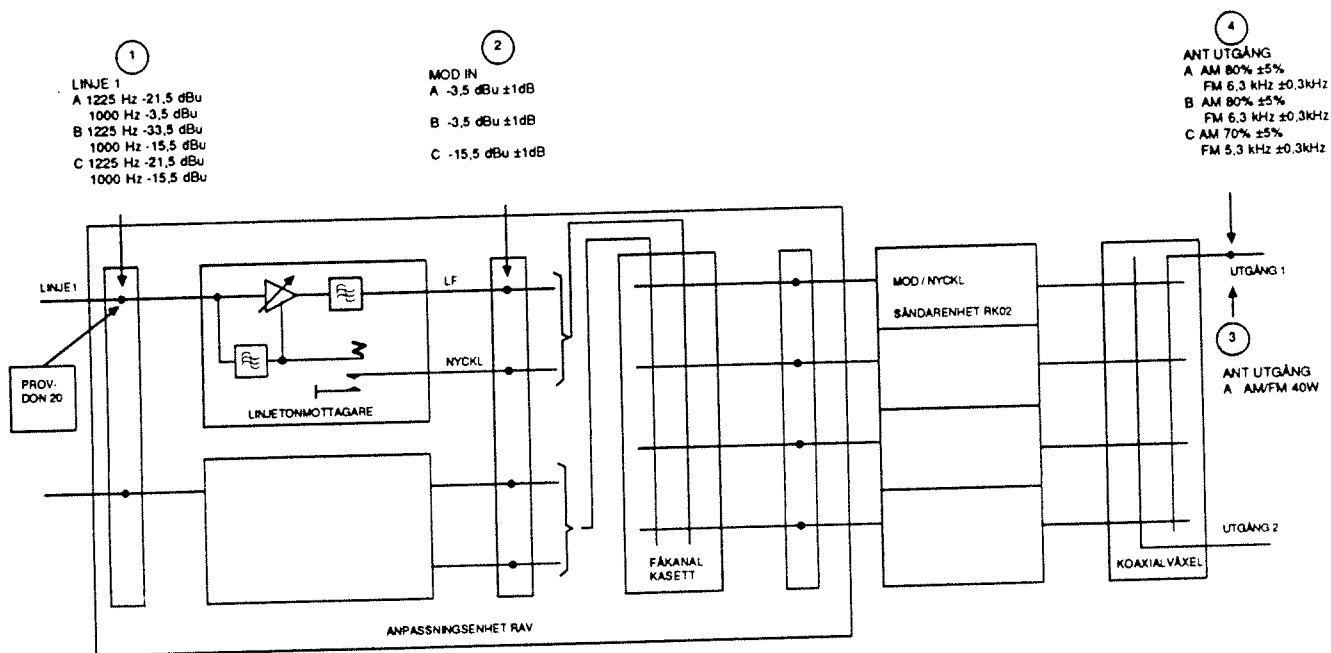 1
LINJE 1
A 1225 Hz -21,5 dBu
1000 Hz -3,5 dBu
B 1225 Hz -33,5 dBu
1000 Hz -15,5 dBu
C 1225 Hz -21,5 dBu
1000 Hz -15,5 dBu
2
MOD IN
A -3,5 dBu ±1dB
B -3,5 dBu ±1dB
C -15,5 dBu ±1dB
4
ANT UTGÅNG
A AM 80% ±5%
FM 6,3 kHz ±0,3kHz
B AM 80% ±5%
FM 6,3 kHz ±0,3kHz
C AM 70% ±5%
FM 5,3 kHz ±0,3kHz
LINJE1
LF
NYCKL
LINJETONMOTTAGARE
PROV-
DON 20
MOD / NYCKL
SÄNDARENHET RK02
UTGÅNG 1
3
ANT UTGÅNG
A AM/FM 40W
UTGÅNG 2
FÅKANAL
KASETT
KOAXIALVÄXEL
ANPASSNINGSENHET RAV